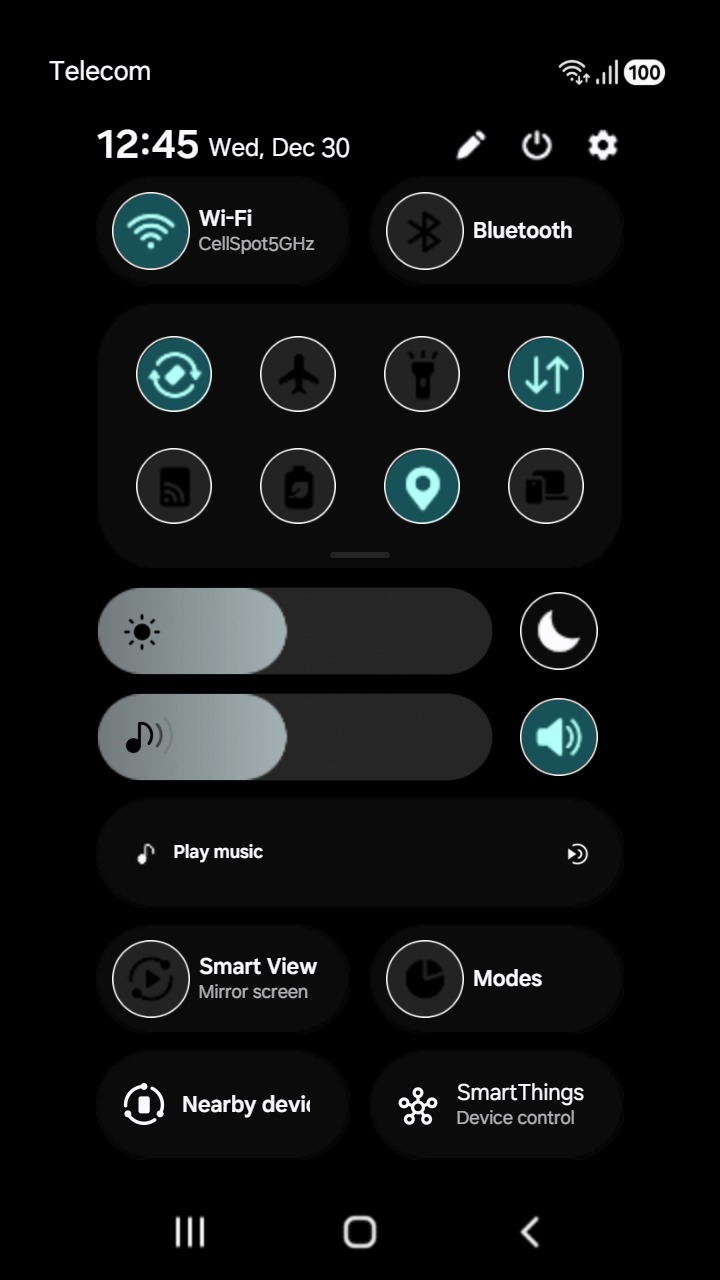 Telecom
100
12:45 Wed, Dec 30
Wi-Fi
CellSpot5GHz
Bluetooth
Play music
Smart View
Mirror screen
Modes
Nearby devi
SmartThings
Device control